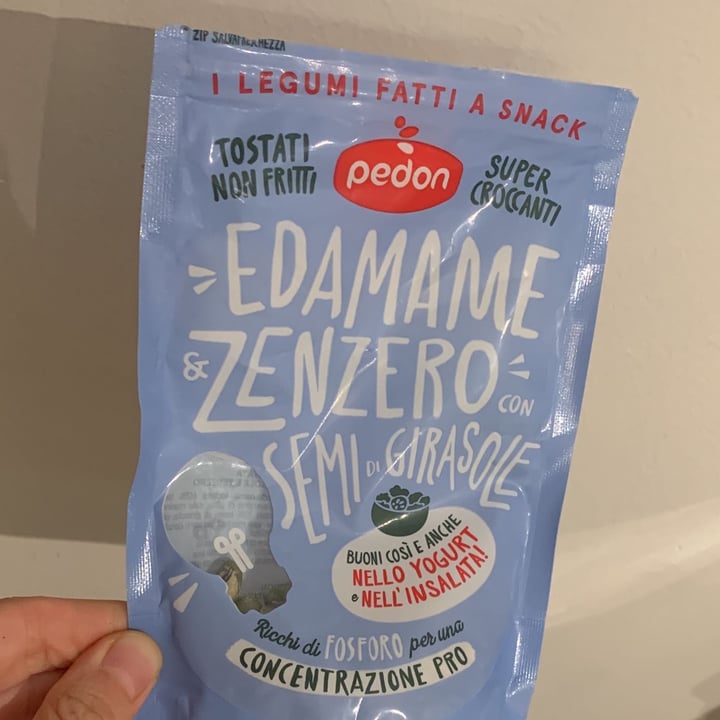 ZIP SALVAFREAHEZZA
I LEGUMI FATTI A SNACK
TOSTATI
NON FRITTI
pedon
SUPER
CROCCANTI
EDAMAME
& ZENZERO CON
SEMI DI GIRASOLE
BUONI COSÌ E ANCHE
NELLO YOGURT
e NELL'INSALATA!
Ricchi di FOSFORO per una
CONCENTRAZIONE PRO